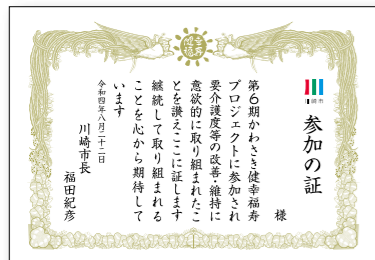 健幸
福寿
川崎市
参加の証
様
第6期かわさき健幸福寿
プロジェクトに参加され
要介護度等の改善・維持に
意欲的に取り組まれたこ
とを讃えここに証します
継続して取り組まれる
ことを心から期待して
います
令和四年八月二十二日
川崎市長
福田紀彦